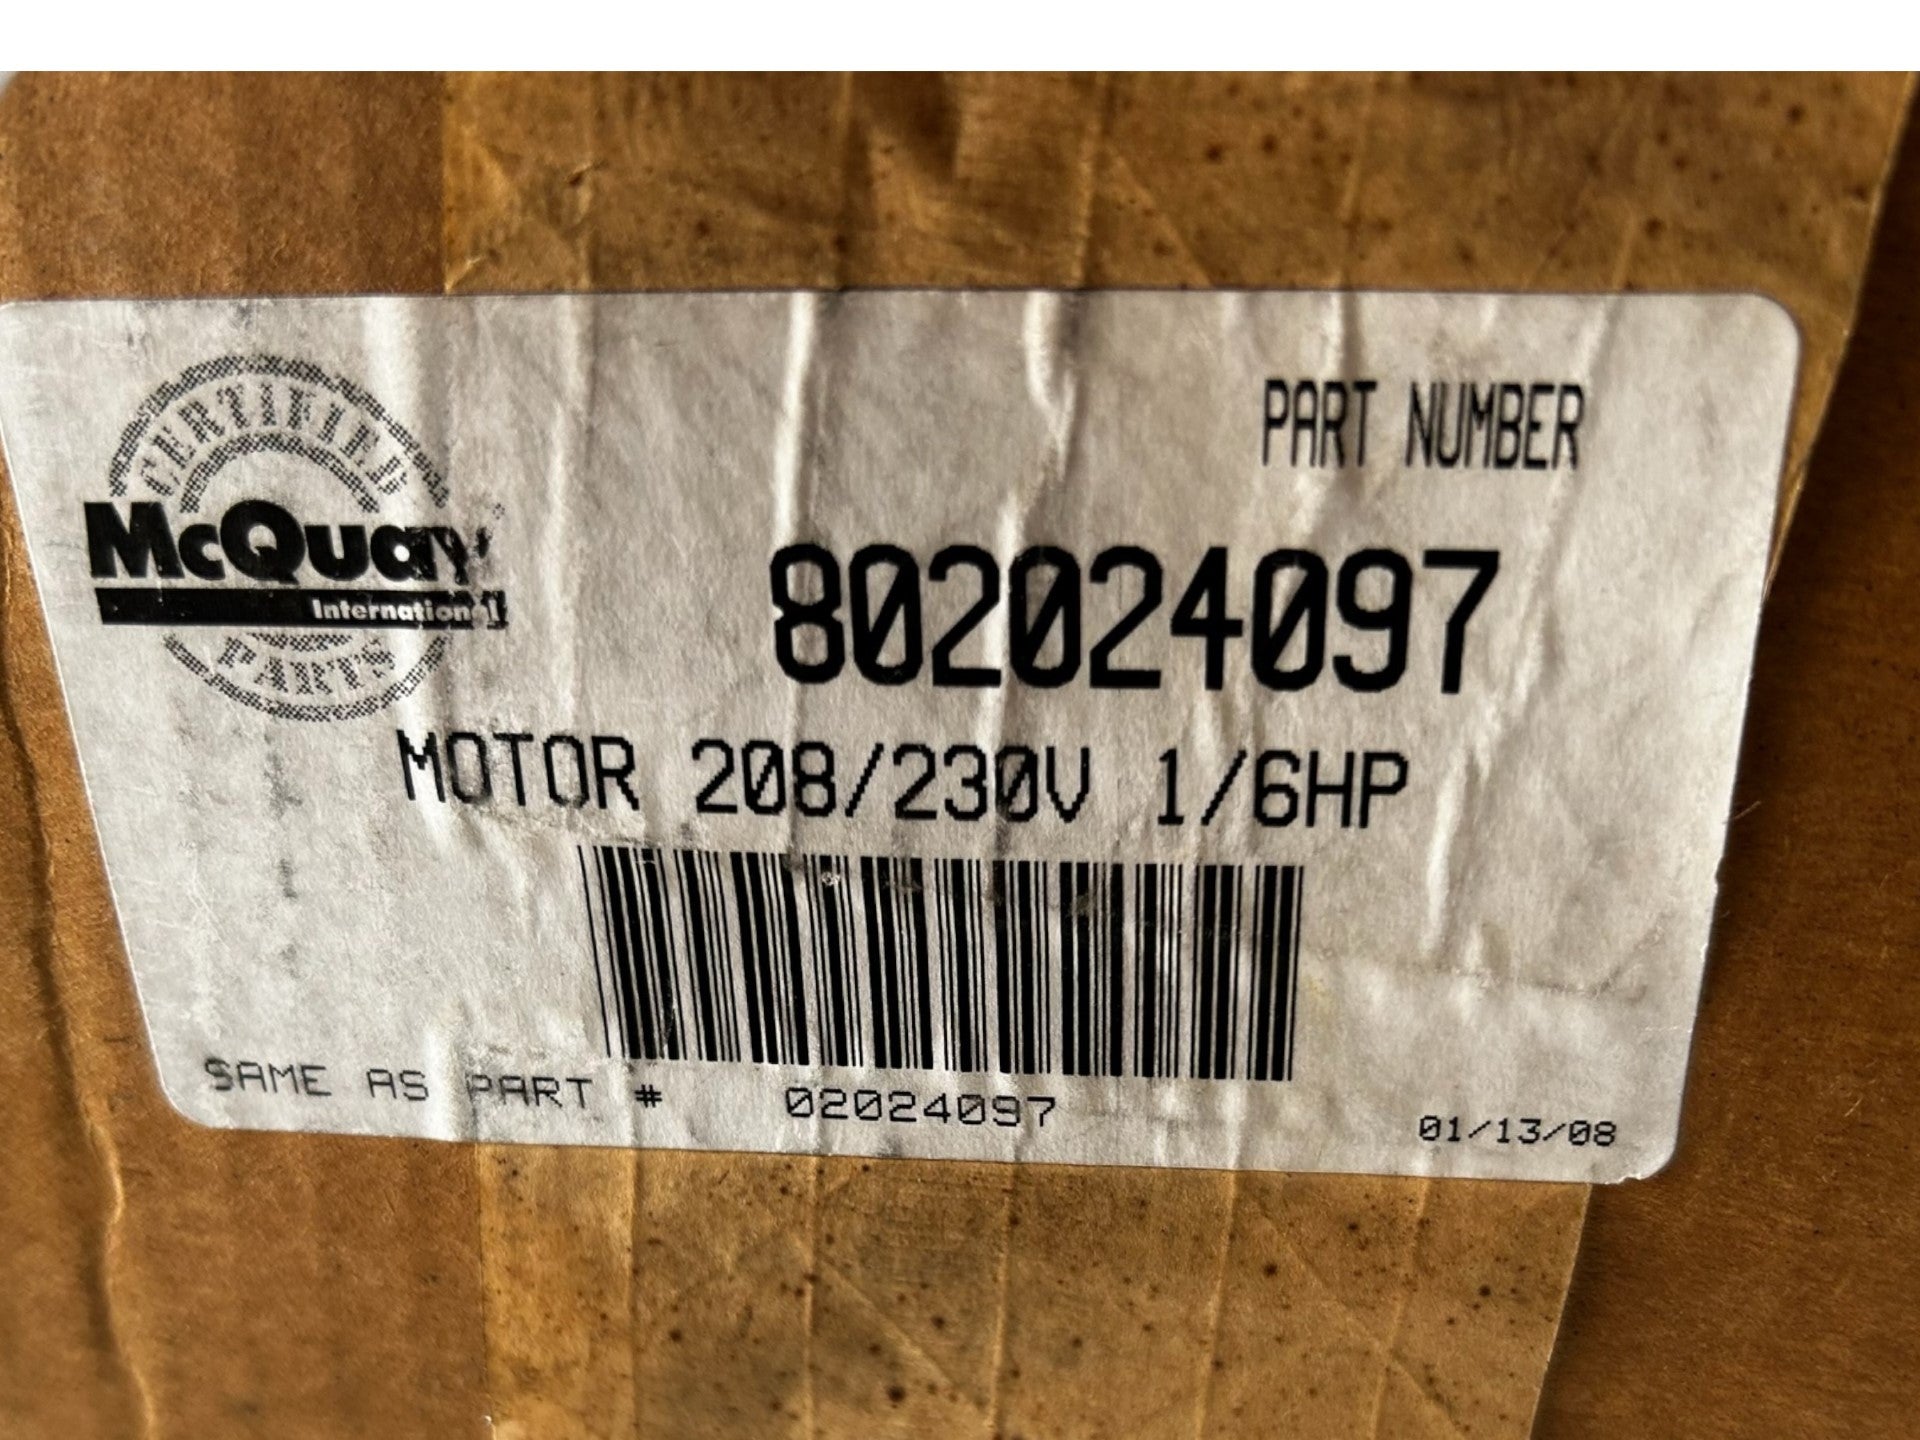 CERTIFIED
McQuay
International
PARTS
PART NUMBER
802024097
MOTOR 208/230V 1/6HP
SAME AS PART # 02024097
01/13/08